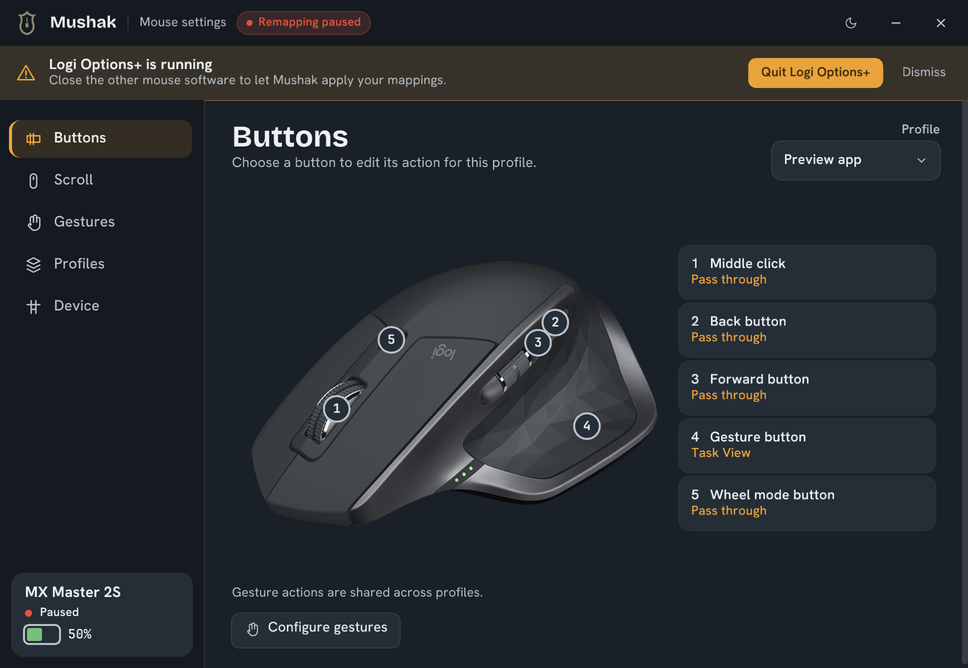 Mushak
Mouse settings
Remapping paused
Logi Options+ is running
Close the other mouse software to let Mushak apply your mappings.
Quit Logi Options+
Dismiss
Buttons
Scroll
Gestures
Profiles
Device
Buttons
Choose a button to edit its action for this profile.
Profile
Preview app
logi
1
2
3
4
5
1 Middle click
Pass through
2 Back button
Pass through
3 Forward button
Pass through
4 Gesture button
Task View
5 Wheel mode button
Pass through
Gesture actions are shared across profiles.
Configure gestures
MX Master 2S
Paused
50%